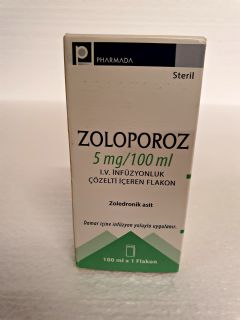 p
PHARMADA
Steril
ZOLOPOROZ
5 mg/100 ml
I.V. İNFÜZYONLUK
ÇÖZELTİ İÇEREN FLAKON
Zoledronik asit
Damar içine infüzyon yoluyla uygulanır.
100 ml x 1 Flakon